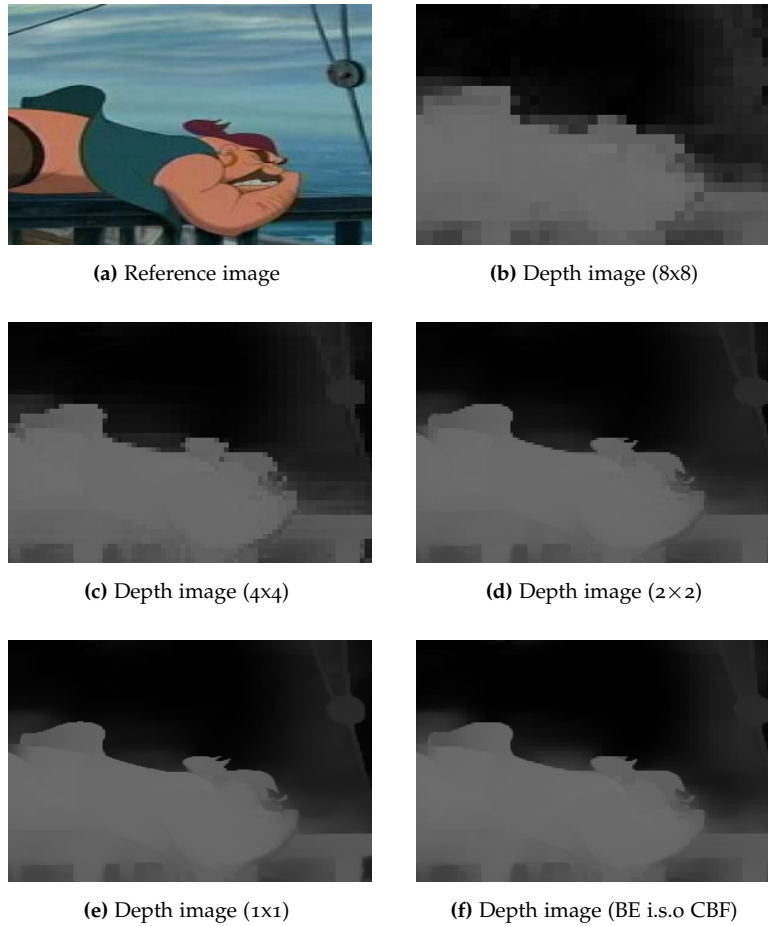 (a) Reference image
(b) Depth image (8x8)
(c) Depth image (4x4)
(d) Depth image (2×2)
(e) Depth image (1x1)
(f) Depth image (BE i.s.o CBF)